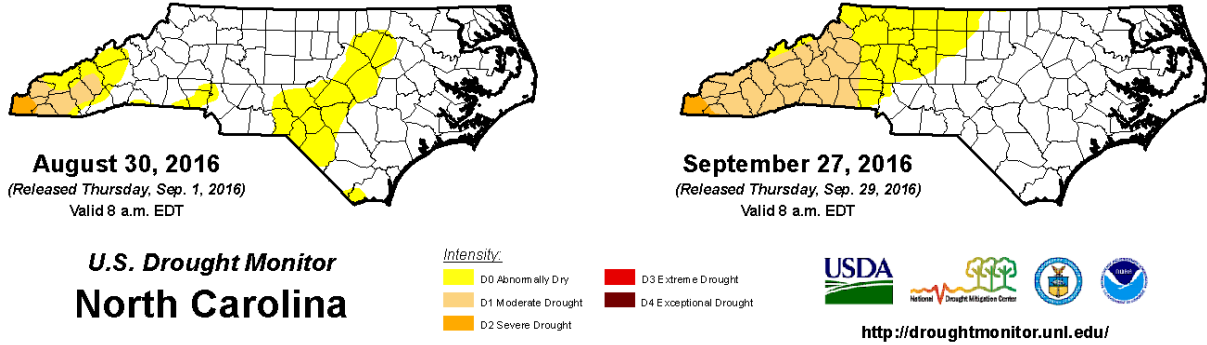 August 30, 2016
(Released Thursday, Sep. 1, 2016)
Valid 8 a.m. EDT
September 27, 2016
(Released Thursday, Sep. 29, 2016)
Valid 8 a.m. EDT
U.S. Drought Monitor
North Carolina
Intensity:
D0 Abnormally Dry
D1 Moderate Drought
D2 Severe Drought
D3 Extreme Drought
D4 Exceptional Drought
USDA
National Drought Mitigation Center
http://droughtmonitor.unl.edu/